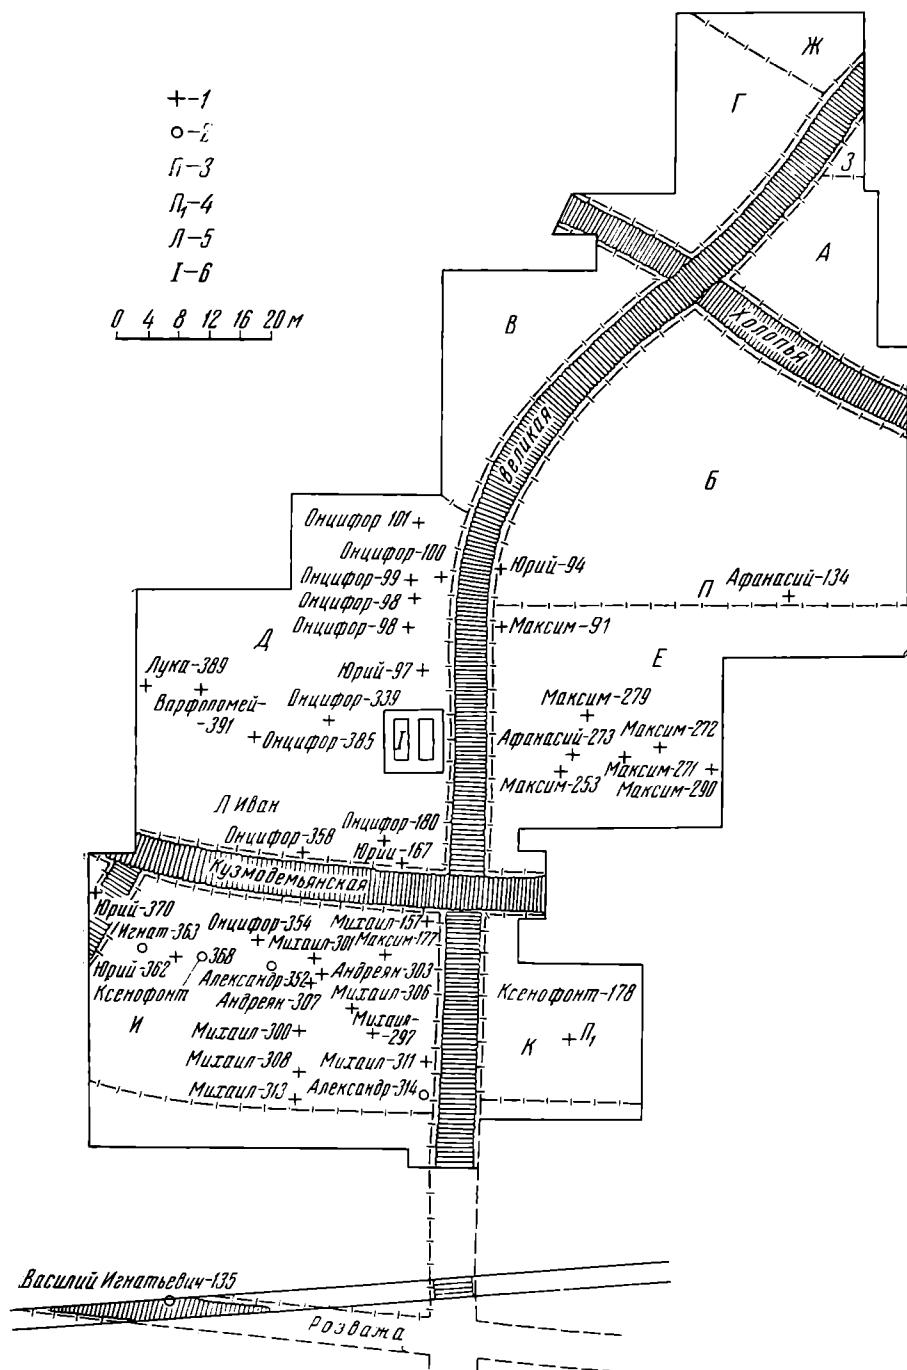 Ж
+-1
Г
о-2
П-3
З
П₁-4
Л-5
А
I-6
0 4 8 12 16 20 м
В
Холопья
Великая
Б
Онцифор 101
Онцифор-100
Юрий-94
Онцифор-99
Афанасий-134
П
Онцифор-98
Онцифор-98
Максим-91
Д
Е
Лука-389
Юрий-97
Варфоломей-
-391
Онцифор-339
Максим-279
Онцифор-385
I
Афанасий-273
Максим-272
Максим-253
Максим-271
Максим-290
Л Иван
Онцифор-358
Онцифор-180
Юрий-167
Кузмодемьянская
Юрий-370
Игнат-363
Онцифор-354
Михаил-157
Михаил-301
Максим-177
Юрий-362
368
Ксенофонт
Александр-352
Андреян-303
Андреян-307
Михаил-306
Ксенофонт-178
И
Михаил-300
Михаил-
-297
К
П₁
Михаил-308
Михаил-311
Михаил-313
Александр-314
Василий Игнатьевич-135
Розважа